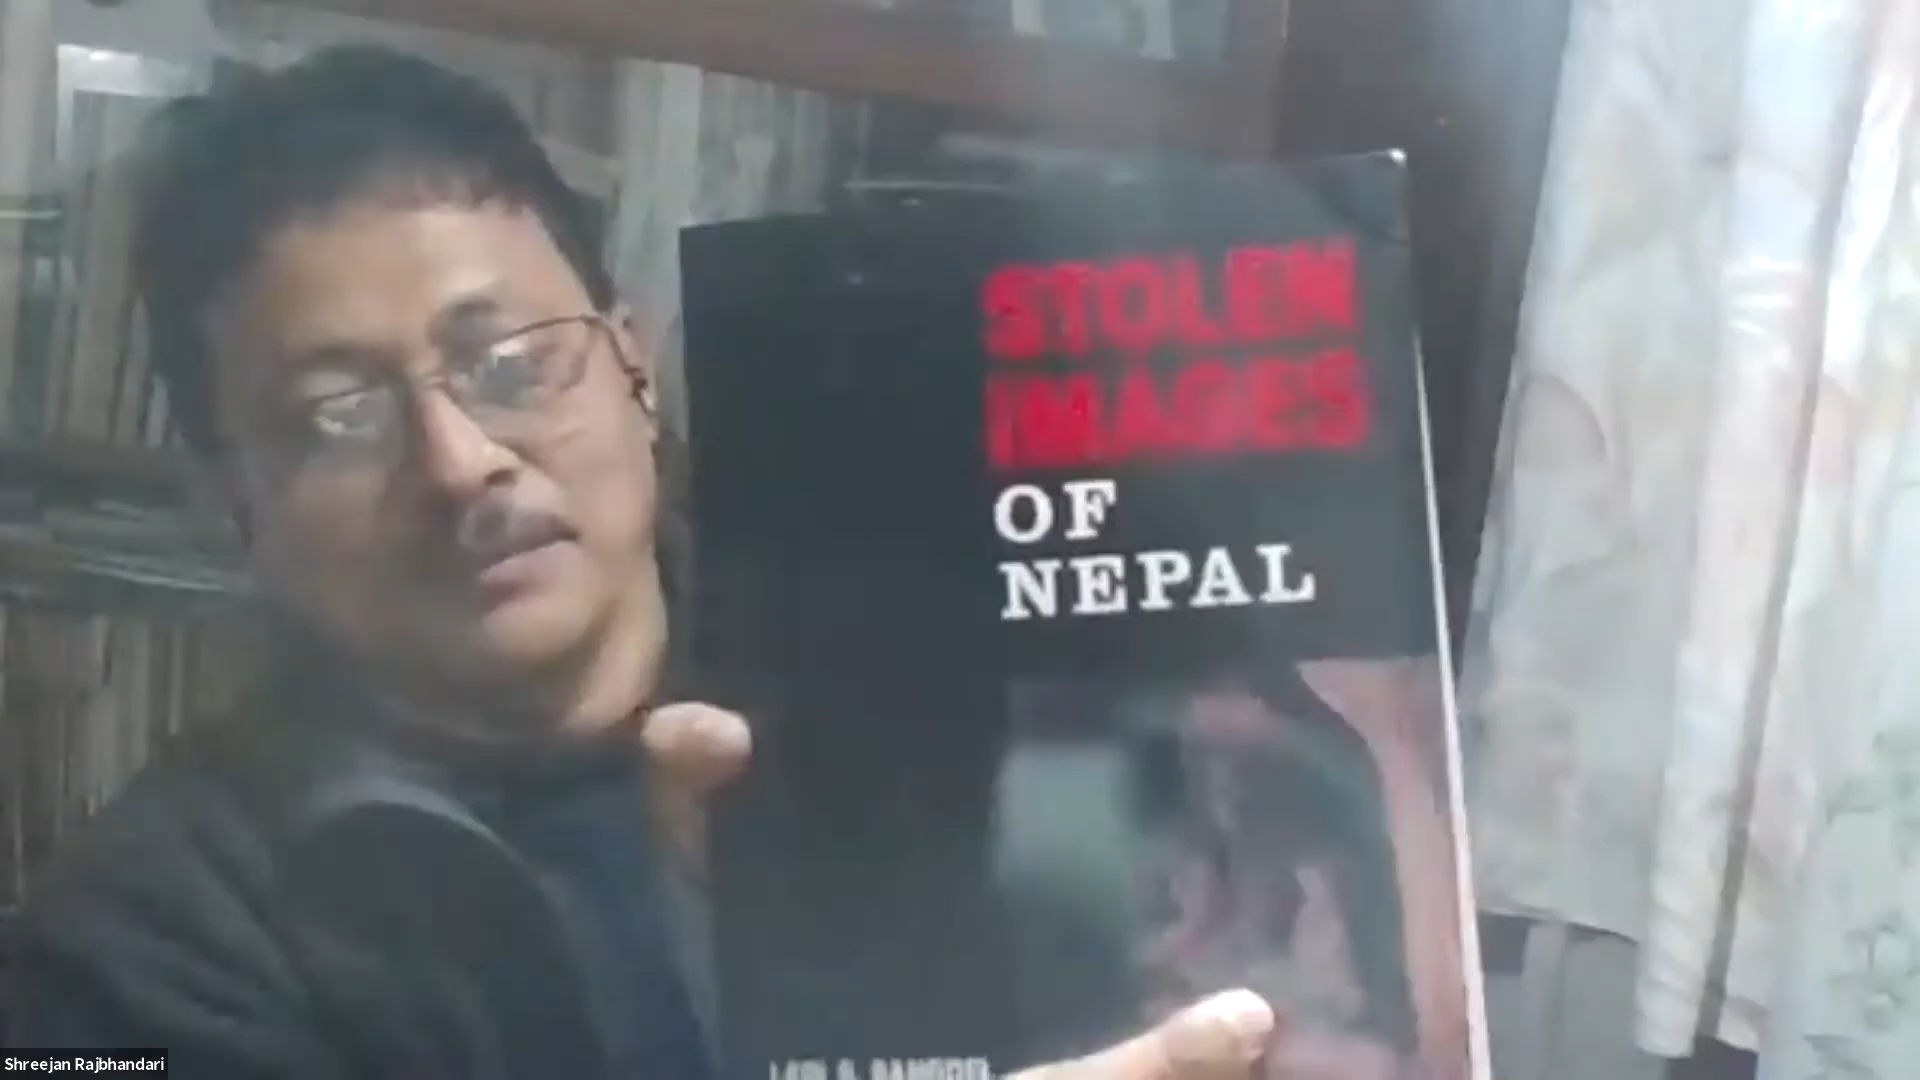 STOLEN
IMAGES
OF
NEPAL
Shreejan Rajbhandari